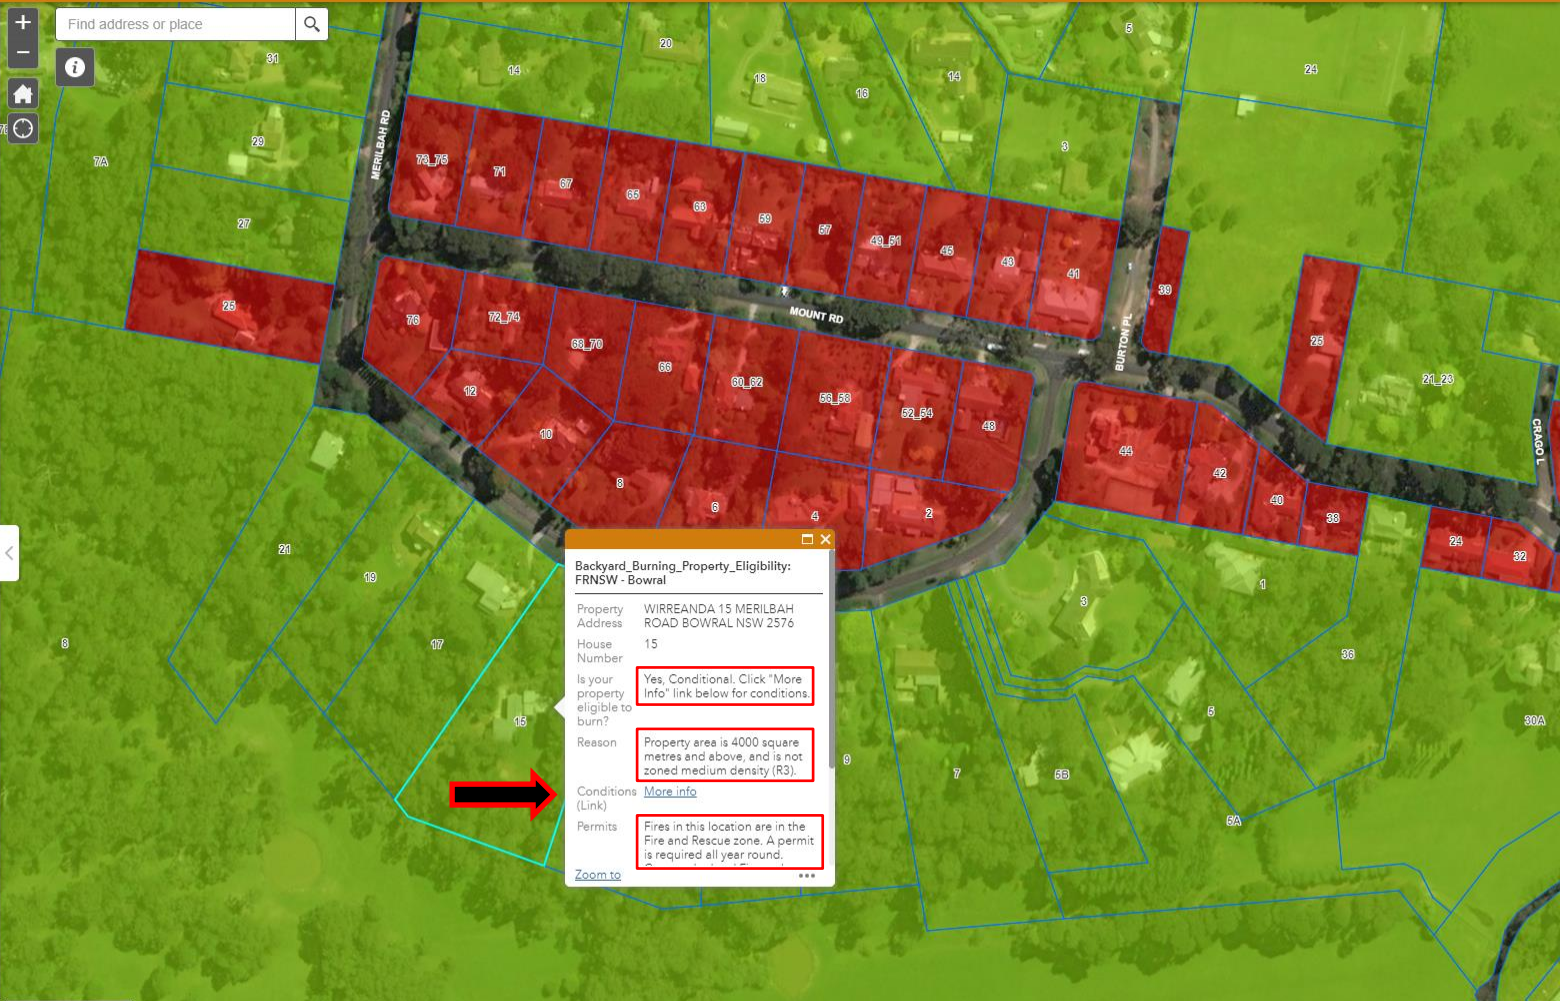 +
Find address or place
−
i
31
14
20
18
16
14
5
24
29
7A
27
3
MERILBAH RD
73_75
71
67
65
63
59
57
49_51
45
43
41
39
25
MOUNT RD
BURTON PL
76
72_74
68_70
66
60_62
56_58
52_54
48
25
21_23
CRAGO L
12
10
8
6
4
2
44
42
40
38
24
32
21
19
17
15
8
3
1
36
5
30A
9
7
5B
5A
Backyard_Burning_Property_Eligibility:
FRNSW - Bowral
Property Address WIRREANDA 15 MERILBAH
ROAD BOWRAL NSW 2576
House Number 15
Is your property eligible to burn? Yes, Conditional. Click "More
Info" link below for conditions.
Reason Property area is 4000 square
metres and above, and is not
zoned medium density (R3).
Conditions (Link) More info
Permits Fires in this location are in the
Fire and Rescue zone. A permit
is required all year round.
Zoom to